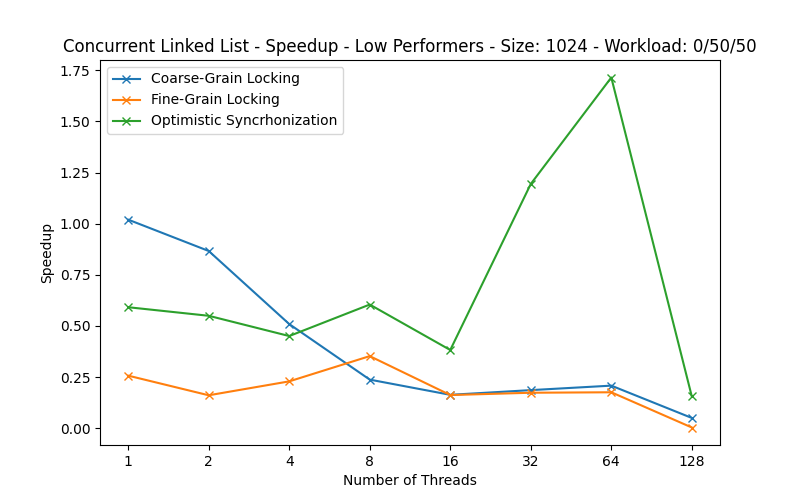 Concurrent Linked List - Speedup - Low Performers - Size: 1024 - Workload: 0/50/50
Coarse-Grain Locking
Fine-Grain Locking
Optimistic Syncrhonization
1.75
1.50
1.25
1.00
0.75
0.50
0.25
0.00
Speedup
1 2 4 8 16 32 64 128
Number of Threads